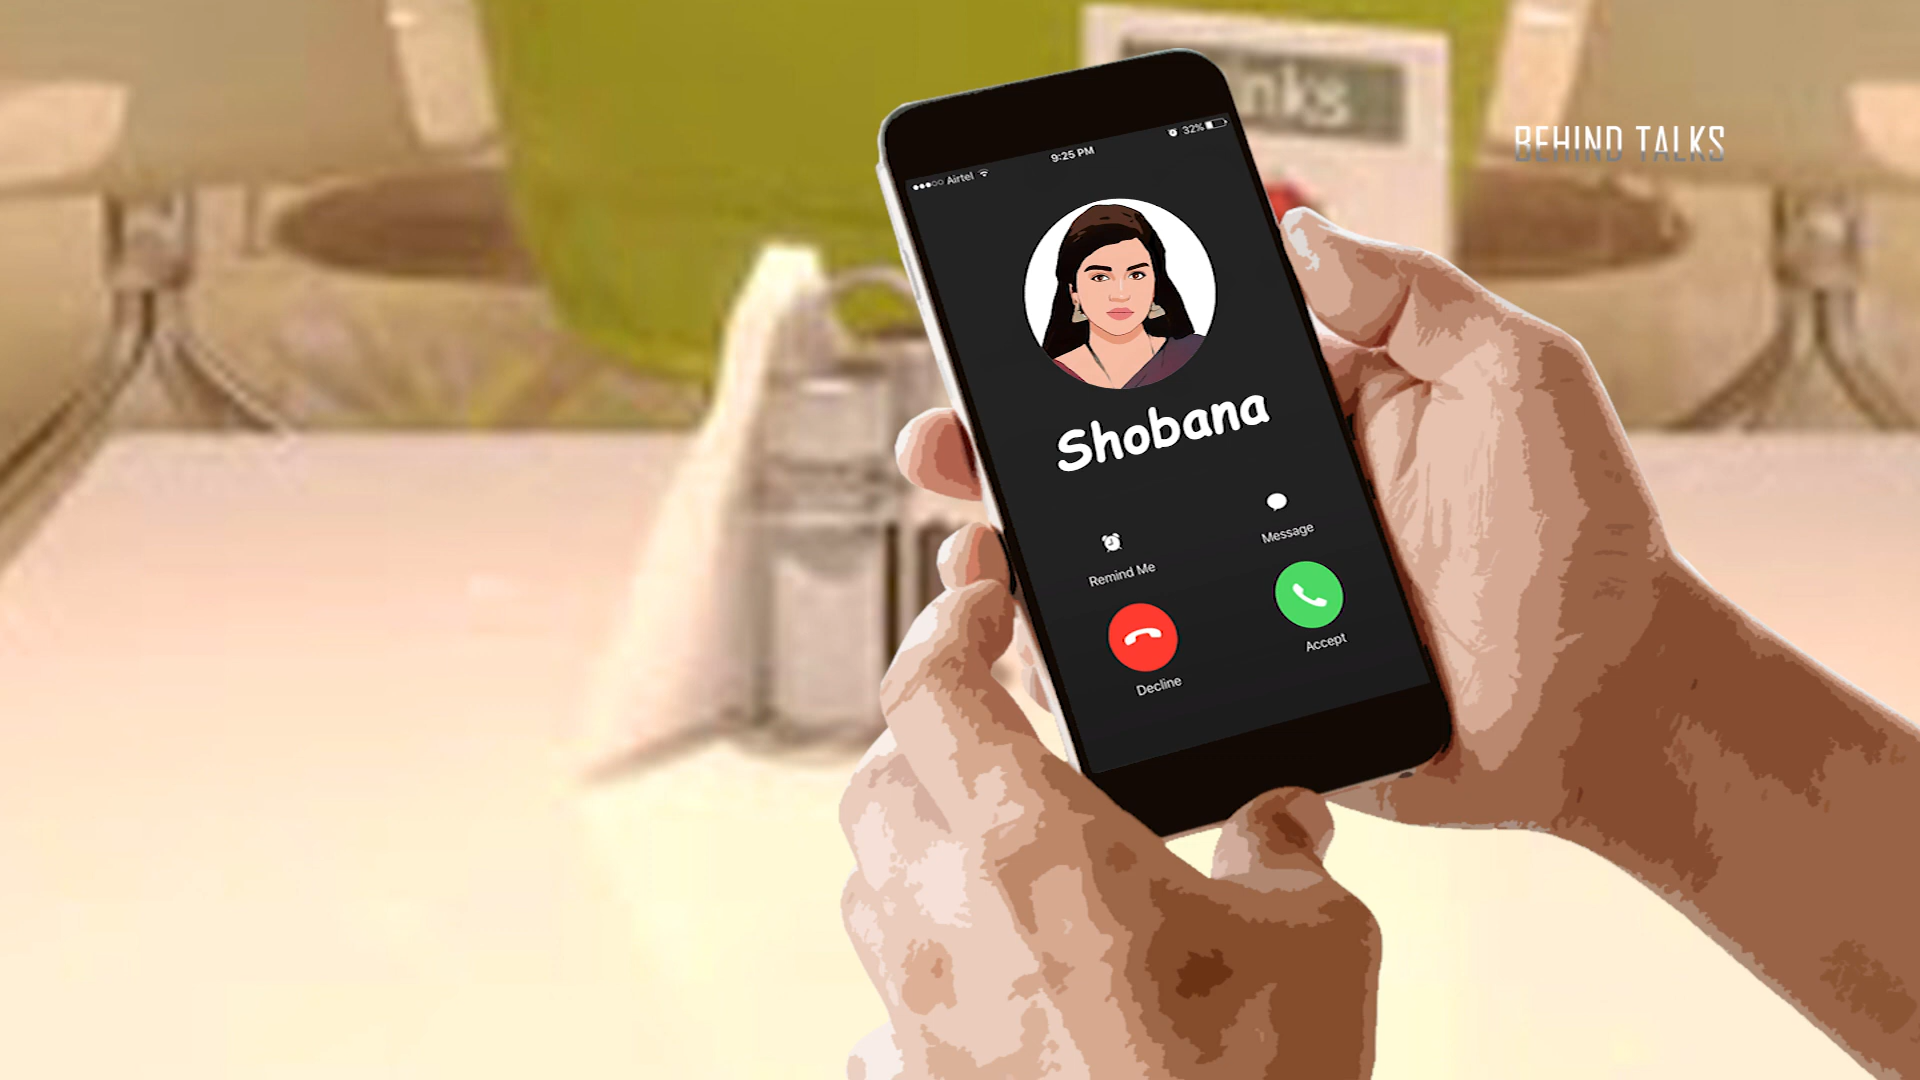 BEHIND TALKS
●●●○○ Airtel 9:25 PM 32%
Shobana
Remind Me Message
Decline Accept